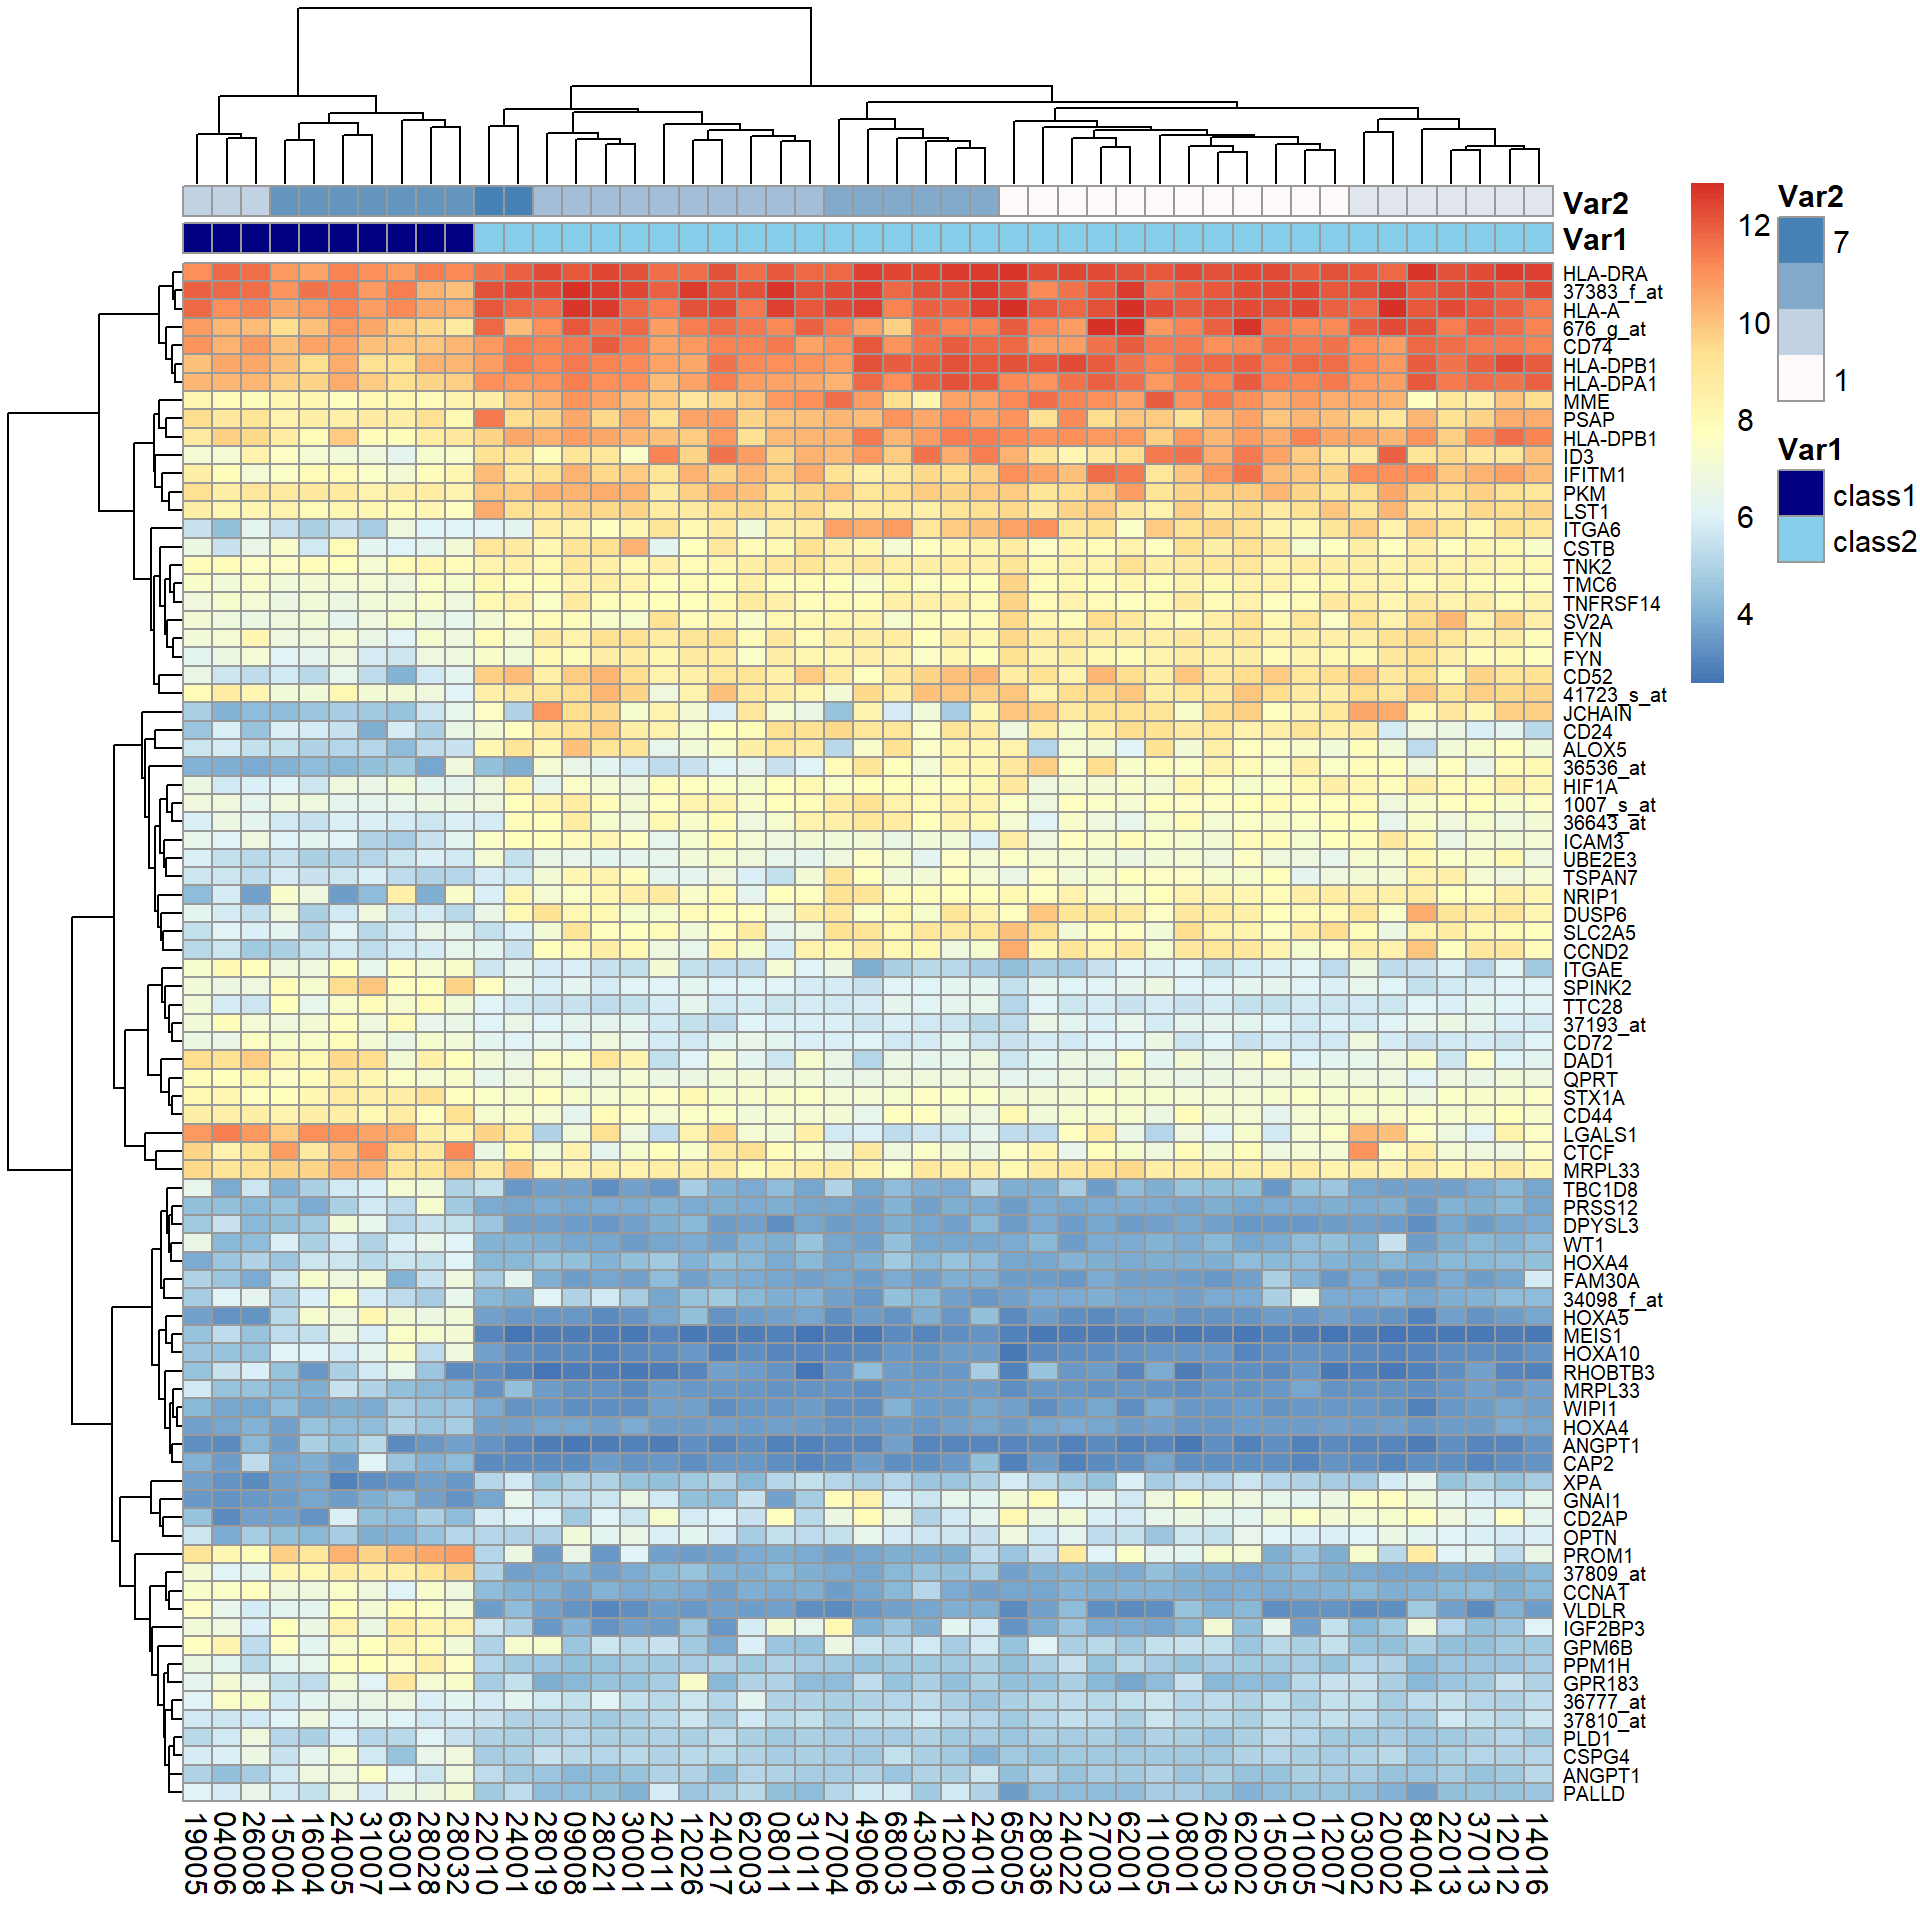 Var2
Var1
HLA-DRA
37383_f_at
HLA-A
676_g_at
CD74
HLA-DPB1
HLA-DPA1
MME
PSAP
HLA-DPB1
ID3
IFITM1
PKM
LST1
ITGA6
CSTB
TNK2
TMC6
TNFRSF14
SV2A
FYN
FYN
CD52
41723_s_at
JCHAIN
CD24
ALOX5
36536_at
HIF1A
1007_s_at
36643_at
ICAM3
UBE2E3
TSPAN7
NRIP1
DUSP6
SLC2A5
CCND2
ITGAE
SPINK2
TTC28
37193_at
CD72
DAD1
QPRT
STX1A
CD44
LGALS1
CTCF
MRPL33
TBC1D8
PRSS12
DPYSL3
WT1
HOXA4
FAM30A
34098_f_at
HOXA5
MEIS1
HOXA10
RHOBTB3
MRPL33
WIPI1
HOXA4
ANGPT1
CAP2
XPA
GNAI1
CD2AP
OPTN
PROM1
37809_at
CCNA1
VLDLR
IGF2BP3
GPM6B
PPM1H
GPR183
36777_at
37810_at
PLD1
CSPG4
ANGPT1
PALLD
19005
04006
26008
15004
16004
24005
31007
63001
28028
28032
22010
24001
28019
09008
28021
30001
24011
12026
24017
62003
08011
31011
27004
49006
68003
43001
12006
24010
65005
28036
24022
27003
62001
11005
08001
26003
62002
15005
01005
12007
03002
20002
84004
22013
37013
12012
14016
12
10
8
6
4
Var2
7
4
1
Var1
class1
class2